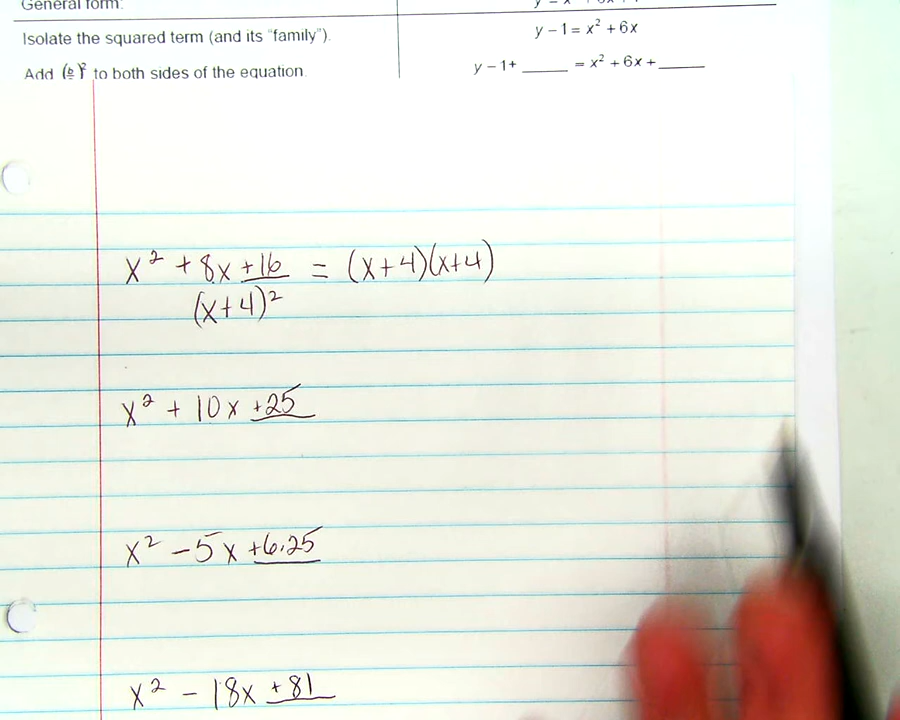 General form:
Isolate the squared term (and its "family").
y − 1 = x² + 6x
Add (b/2)² to both sides of the equation.
y − 1 + _____ = x² + 6x + _____
x² + 8x + 16 = (x+4)(x+4)
(x+4)²
x² + 10x + 25
x² − 5x + 6.25
x² − 18x + 81